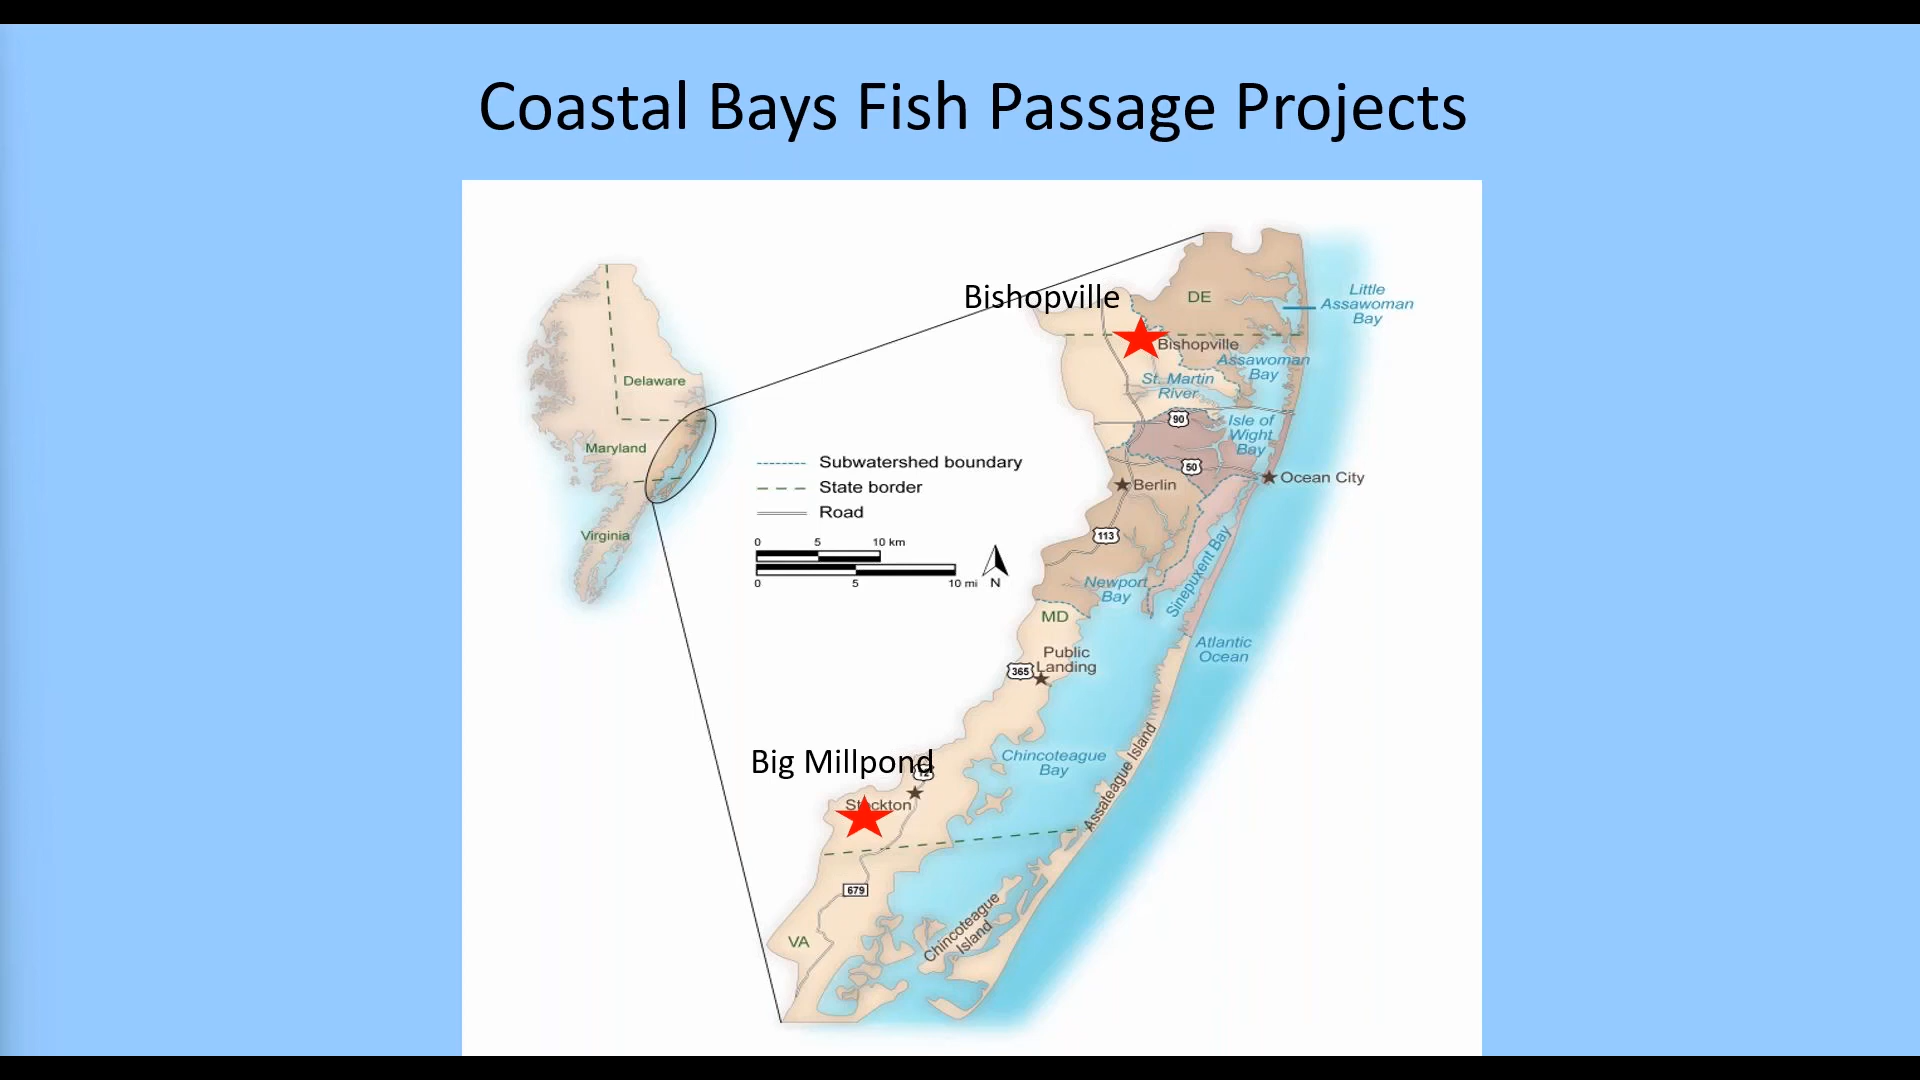 Coastal Bays Fish Passage Projects
Bishopville
DE
Little
Assawoman
Bay
Bishopville
Assawoman
Bay
St. Martin
River
Delaware
90
Isle of
Wight
Bay
Maryland
Subwatershed boundary
50
Ocean City
State border
Berlin
Road
113
Virginia
0 5 10 km
0 5 10 mi
N
Newport
Bay
Sinepuxent Bay
MD
Atlantic
Ocean
Public
Landing
365
Big Millpond
12
Chincoteague
Bay
Assateague Island
Stockton
679
Chincoteague
Island
VA